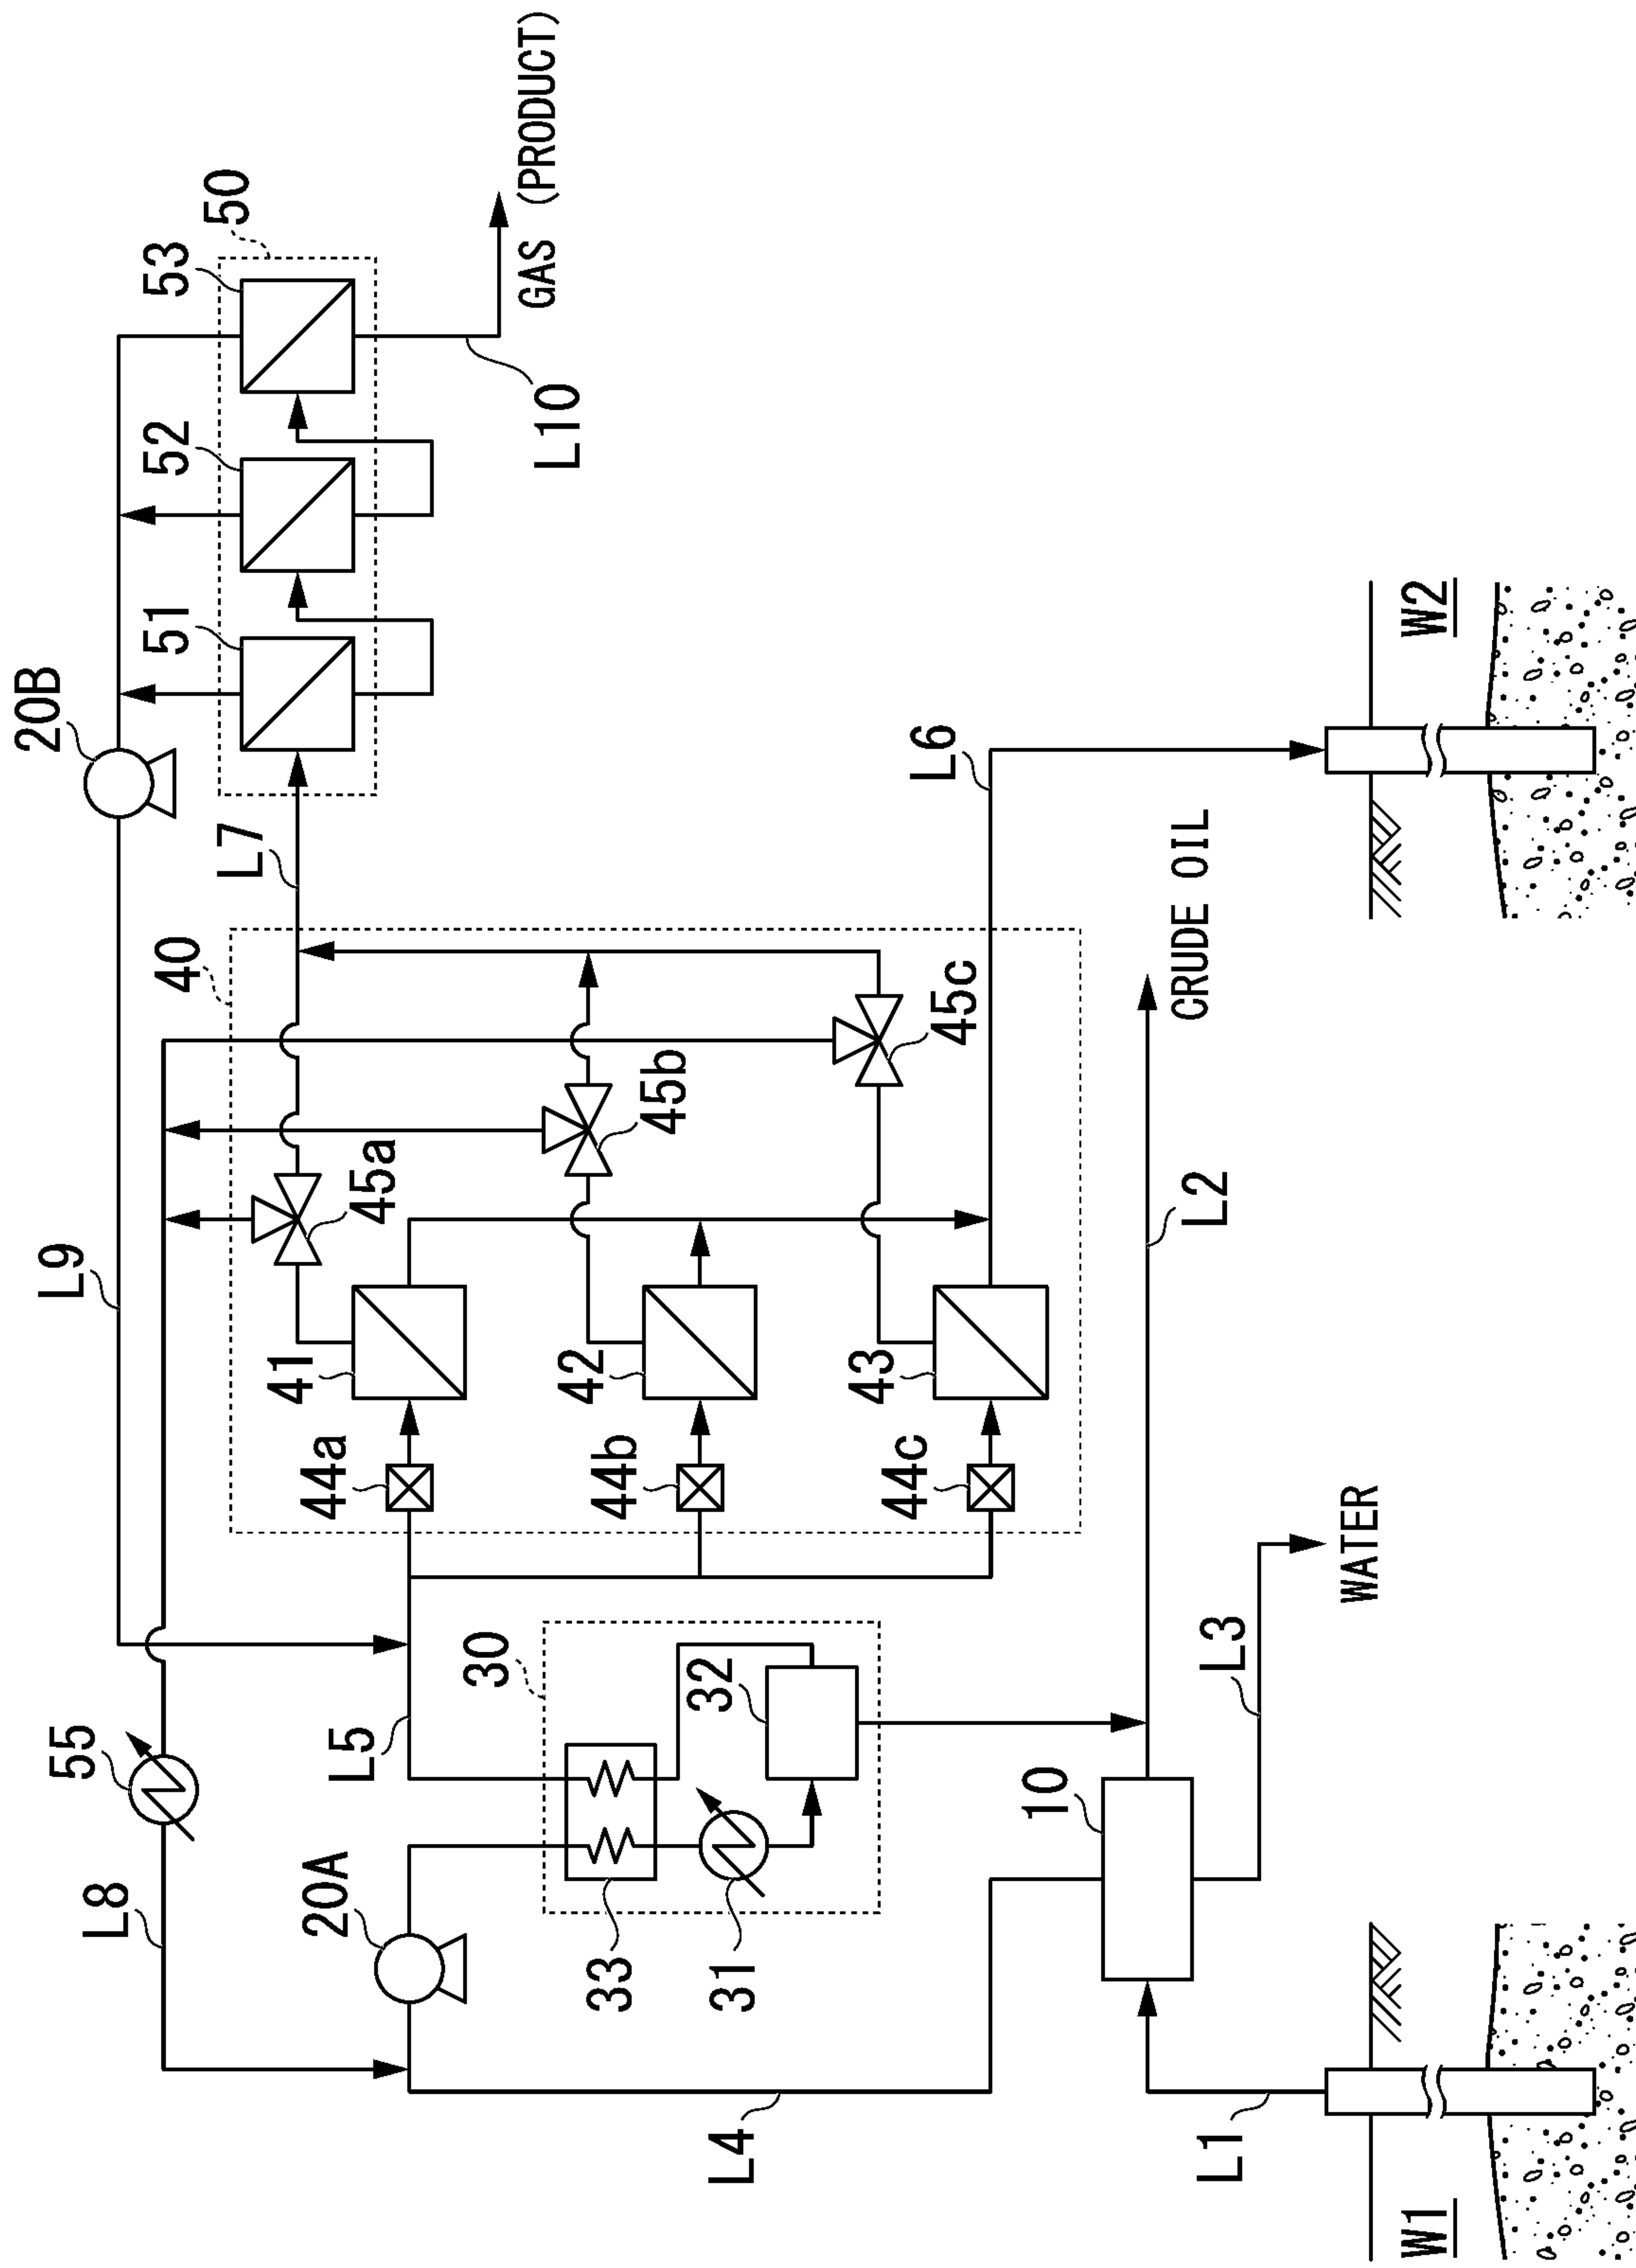 20B
L9
55
L8
53
50
52
51
L7
40
GAS (PRODUCT)
L10
45a
41
44a
L5
20A
30
33
32
31
45b
42
44b
45c
43
44c
L6
L4
10
CRUDE OIL
L2
L3
WATER
L1
W1
W2